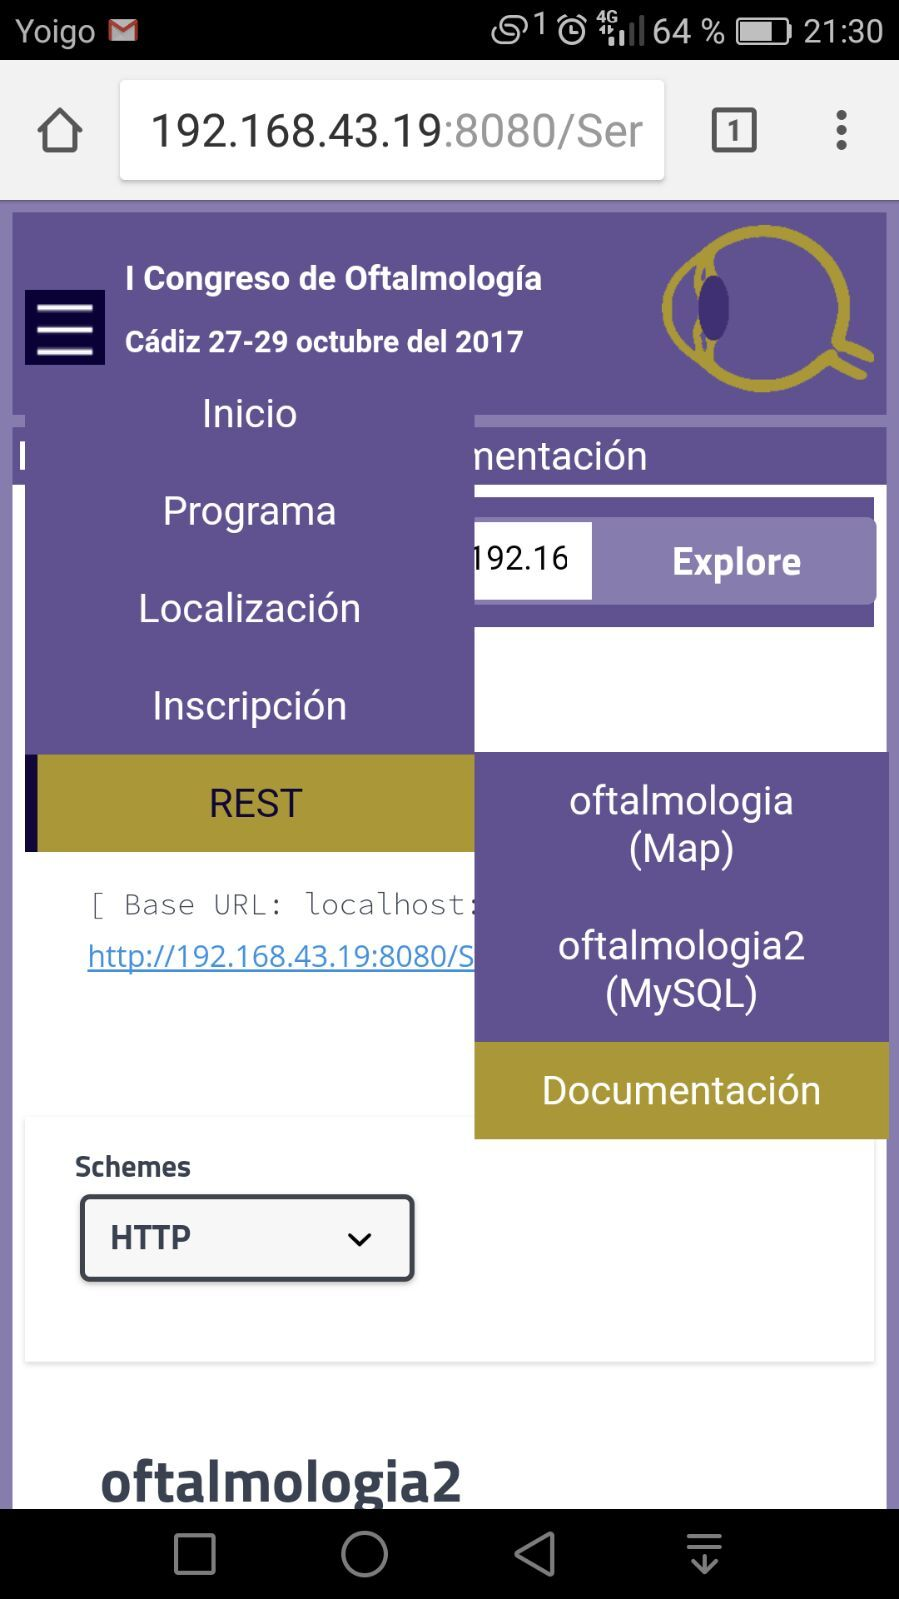 Yoigo
1
4G
64 %
21:30
192.168.43.19:8080/Ser
1
I Congreso de Oftalmología
Cádiz 27-29 octubre del 2017
Inicio
mentación
Programa
192.16
Explore
Localización
Inscripción
REST
oftalmologia
(Map)
oftalmologia2
(MySQL)
Documentación
[ Base URL: localhost:
http://192.168.43.19:8080/S
Schemes
HTTP
oftalmologia2